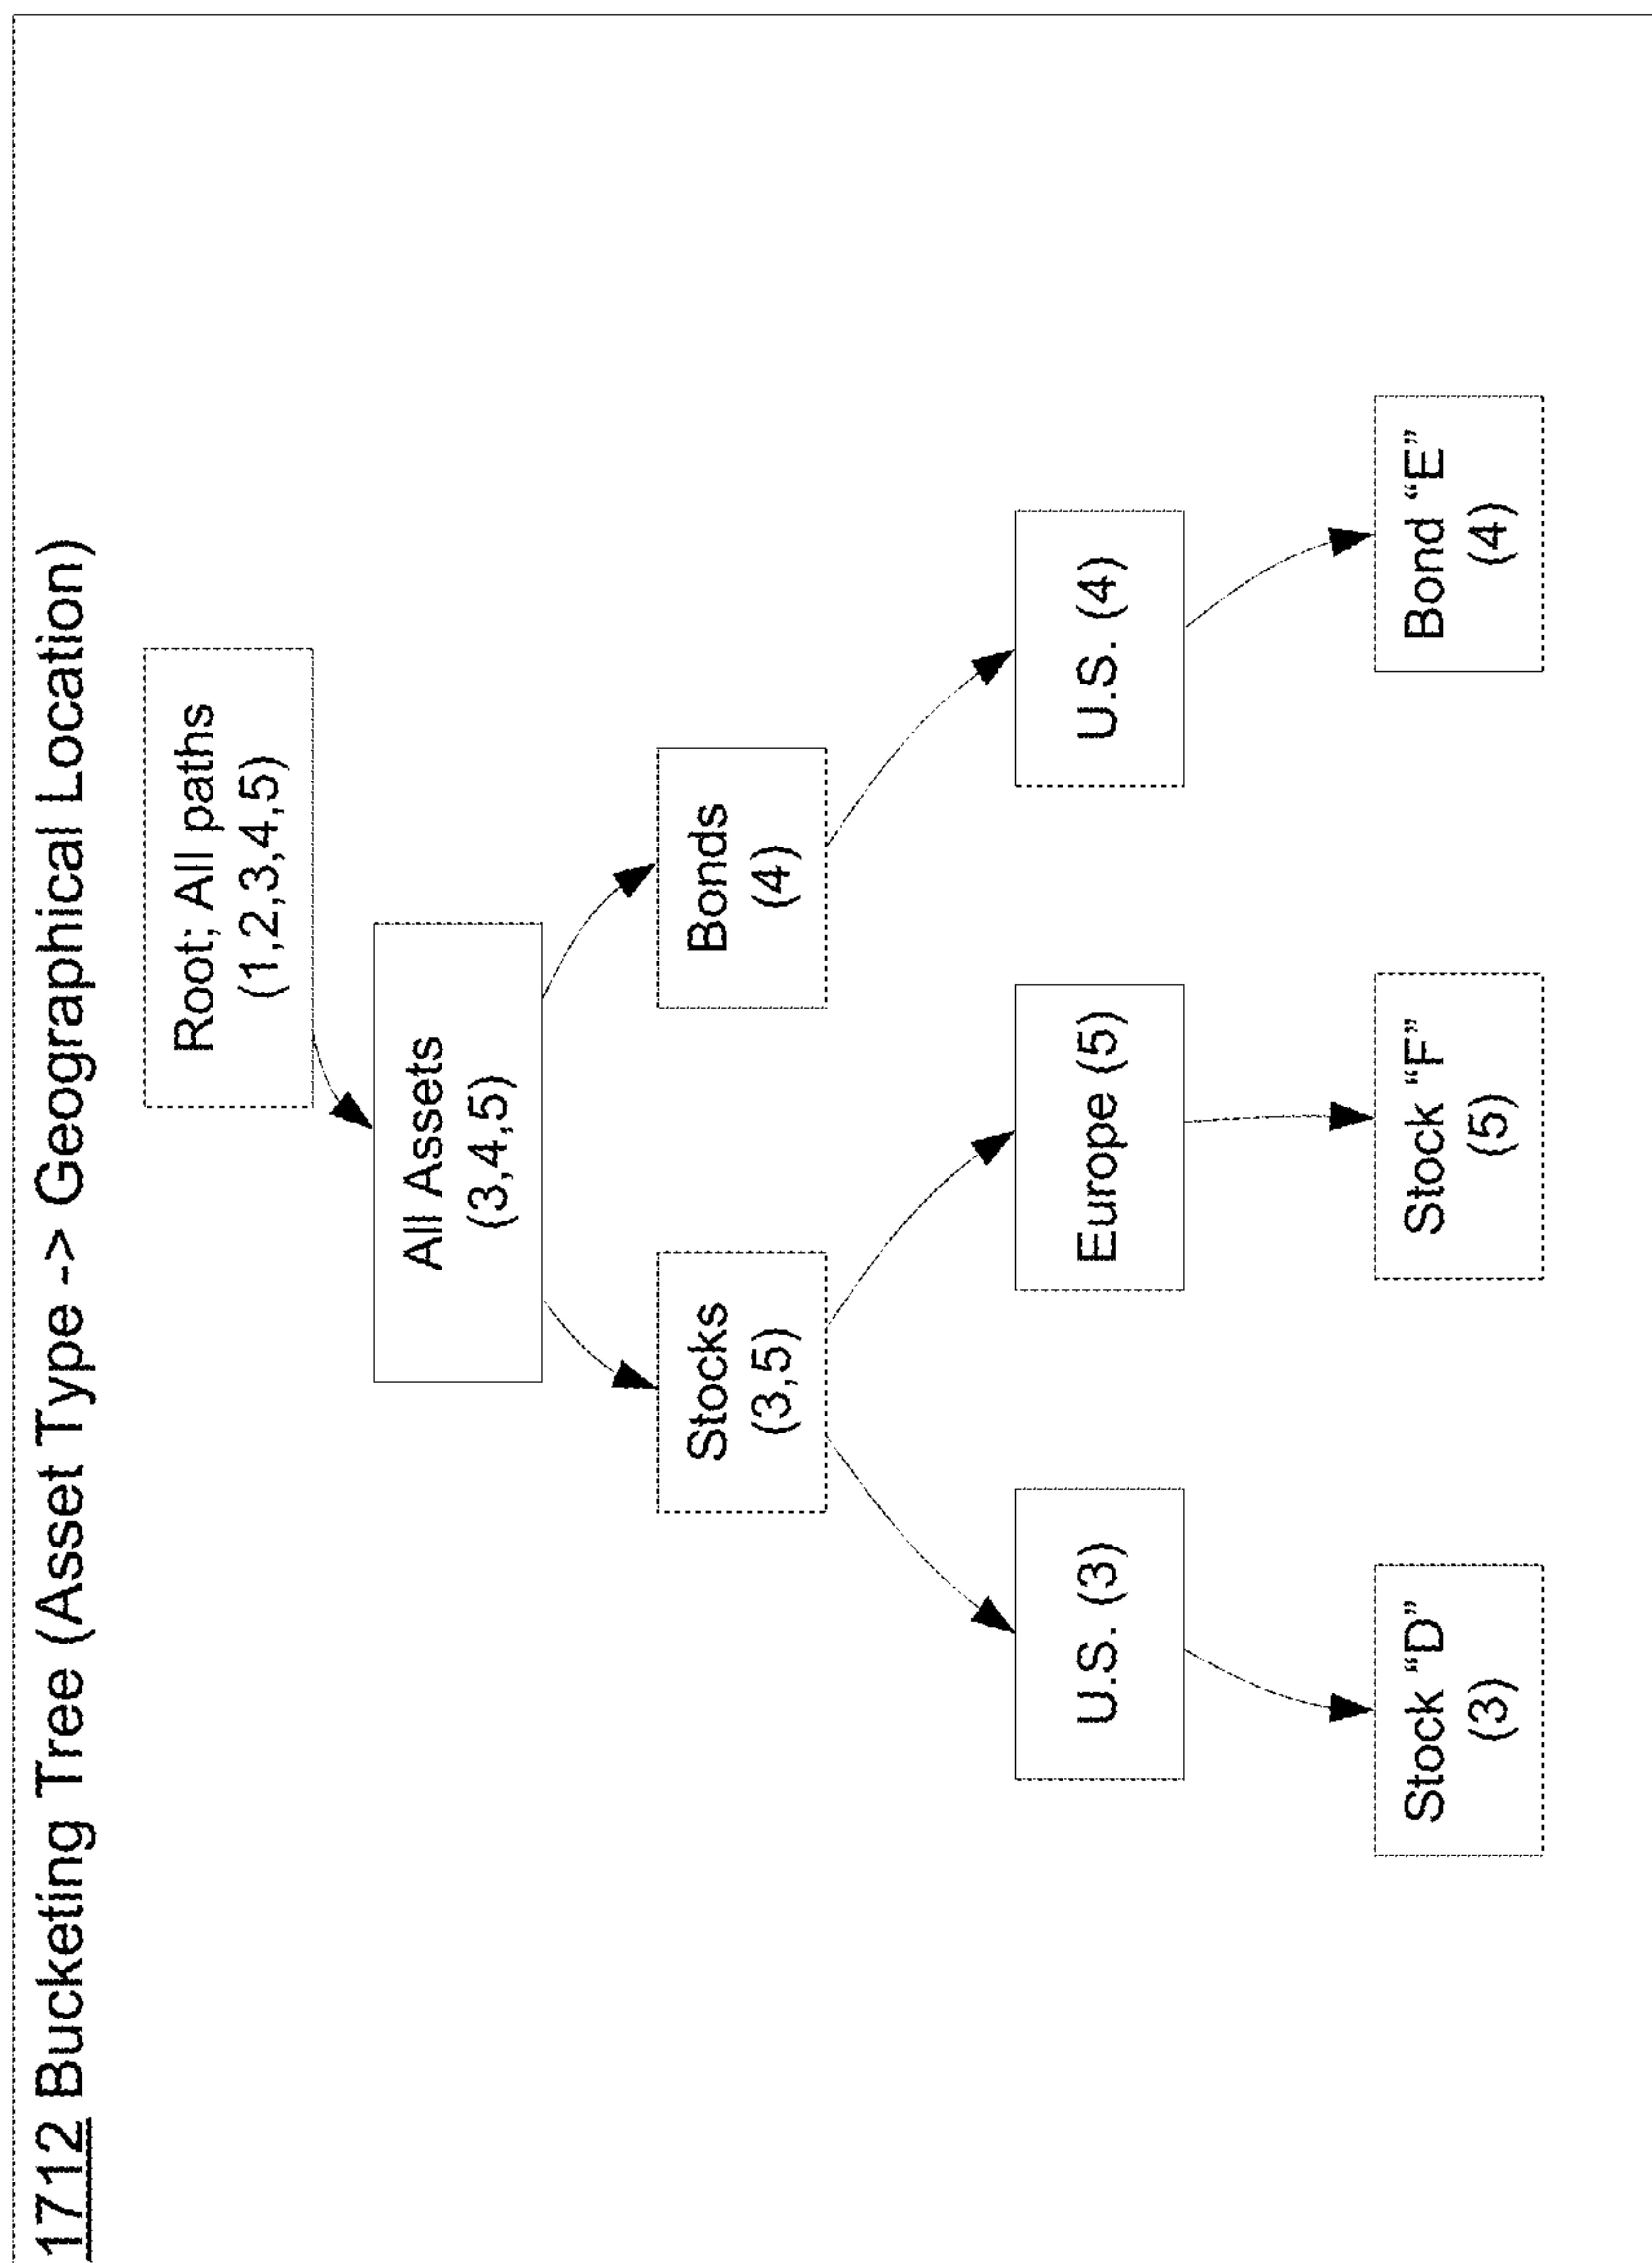 1712 Bucketing Tree (Asset Type -> Geographical Location)
Root; All paths
(1,2,3,4,5)
All Assets
(3,4,5)
Stocks
(3,5)
Bonds
(4)
U.S. (3)
Europe (5)
U.S. (4)
Stock “D”
(3)
Stock “F”
(5)
Bond “E”
(4)